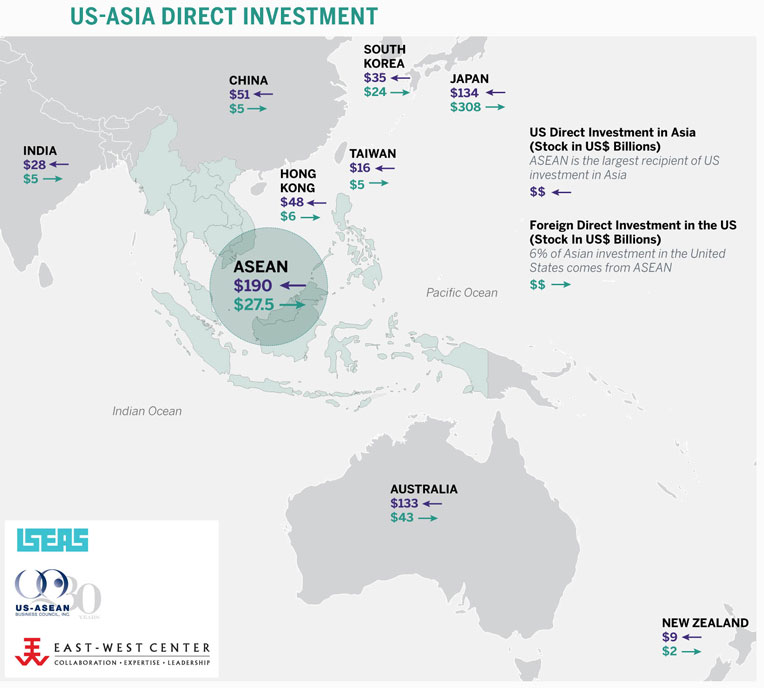 US-ASIA DIRECT INVESTMENT
SOUTH
KOREA
$35
$24
JAPAN
$134
$308
CHINA
$51
$5
INDIA
$28
$5
TAIWAN
$16
$5
HONG
KONG
$48
$6
US Direct Investment in Asia
(Stock in US$ Billions)
ASEAN is the largest recipient of US
investment in Asia
$$
Foreign Direct Investment in the US
(Stock In US$ Billions)
6% of Asian investment in the United
States comes from ASEAN
$$
ASEAN
$190
$27.5
Pacific Ocean
Indian Ocean
AUSTRALIA
$133
$43
NEW ZEALAND
$9
$2
ISEAS
30
YEARS
US-ASEAN
BUSINESS COUNCIL, INC.
EAST-WEST CENTER
COLLABORATION • EXPERTISE • LEADERSHIP